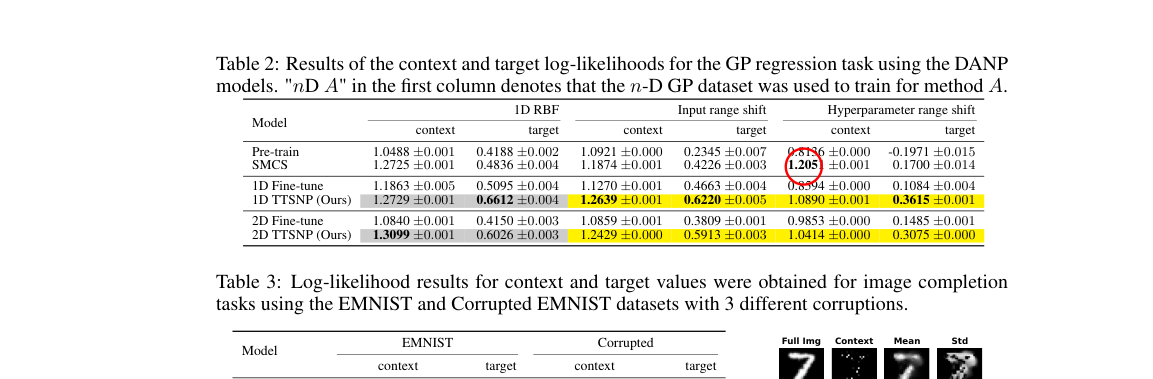 Table 2: Results of the context and target log-likelihoods for the GP regression task using the DANP
models. "nD A" in the first column denotes that the n-D GP dataset was used to train for method A.
Model 1D RBF Input range shift Hyperparameter range shift
context target context target context target
Pre-train 1.0488 ±0.001 0.4188 ±0.002 1.0921 ±0.000 0.2345 ±0.007 0.8136 ±0.000 -0.1971 ±0.015
SMCS 1.2725 ±0.001 0.4836 ±0.004 1.1874 ±0.001 0.4226 ±0.003 1.205 ±0.001 0.1700 ±0.014
1D Fine-tune 1.1863 ±0.005 0.5095 ±0.004 1.1270 ±0.001 0.4663 ±0.004 0.8594 ±0.000 0.1084 ±0.004
1D TTSNP (Ours) 1.2729 ±0.001 0.6612 ±0.004 1.2639 ±0.001 0.6220 ±0.005 1.0890 ±0.001 0.3615 ±0.001
2D Fine-tune 1.0840 ±0.001 0.4150 ±0.003 1.0859 ±0.001 0.3809 ±0.001 0.9853 ±0.000 0.1485 ±0.001
2D TTSNP (Ours) 1.3099 ±0.001 0.6026 ±0.003 1.2429 ±0.000 0.5913 ±0.003 1.0414 ±0.000 0.3075 ±0.000
Table 3: Log-likelihood results for context and target values were obtained for image completion
tasks using the EMNIST and Corrupted EMNIST datasets with 3 different corruptions.
Model EMNIST Corrupted
context target context target
Full Img Context Mean Std